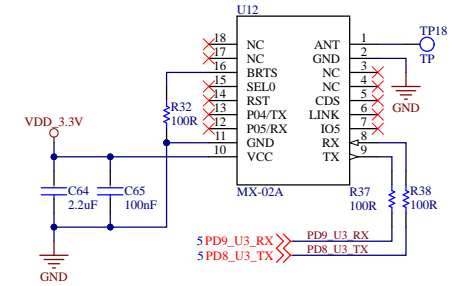 U12
TP18
TP
18 NC
17 NC
16 BRTS
15 SEL0
14 RST
13 P04/TX
12 P05/RX
11 GND
10 VCC
ANT 1
GND 2
NC 3
NC 4
CDS 5
LINK 6
IO5 7
RX 8
TX 9
MX-02A
GND
R32
100R
VDD_3.3V
C64
2.2uF
C65
100nF
GND
R37
100R
R38
100R
5 PD9_U3_RX PD9_U3_RX
5 PD8_U3_TX PD8_U3_TX